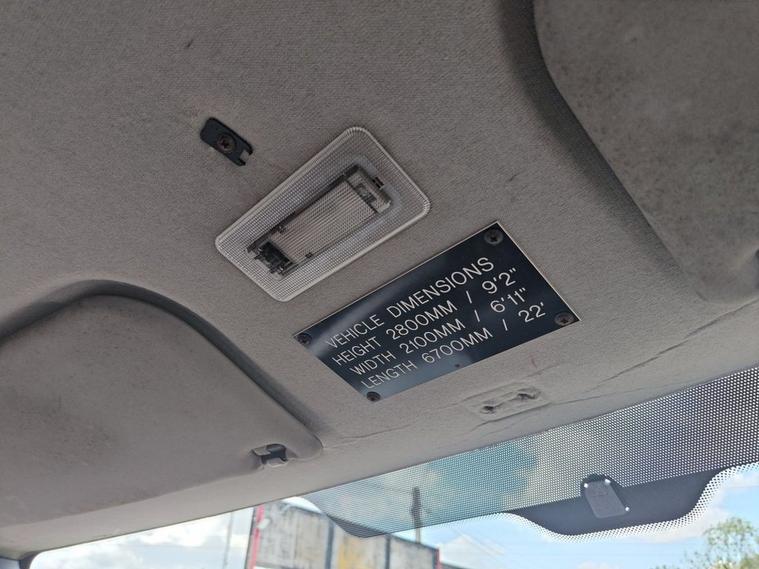 VEHICLE DIMENSIONS
HEIGHT 2800MM / 9'2"
WIDTH 2100MM / 6'11"
LENGTH 6700MM / 22'